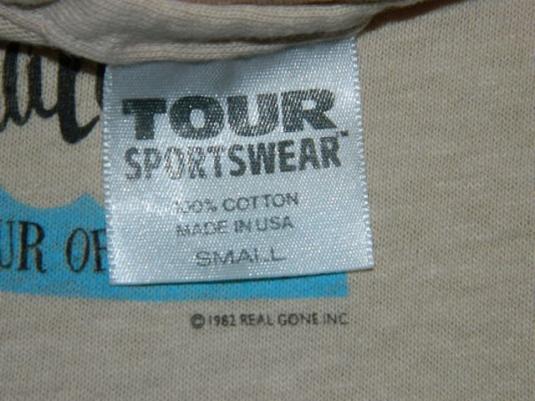 TOUR
SPORTSWEAR™
100% COTTON
MADE IN USA
SMALL
UR OF
© 1982 REAL GONE INC